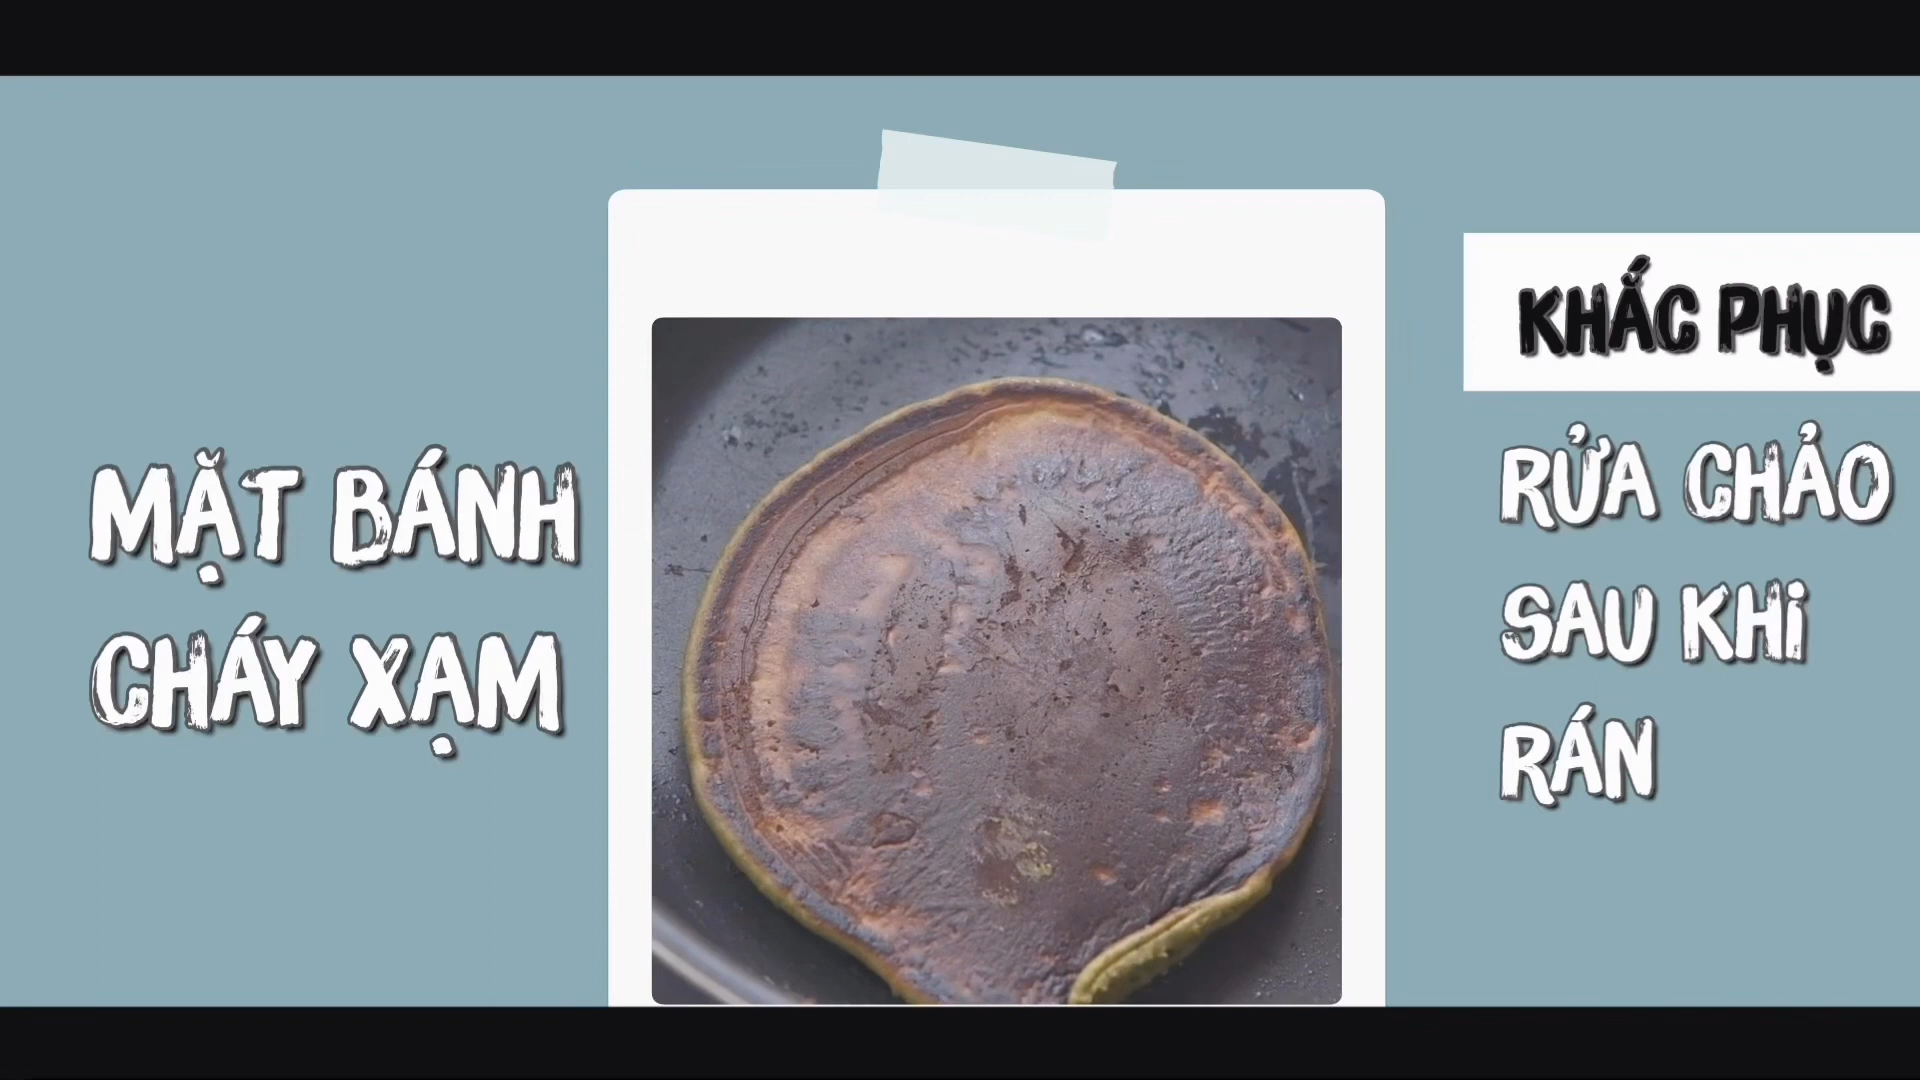 MẶT BÁNH
CHÁY XẠM
KHẮC PHỤC
RỬA CHẢO
SAU KHi
RÁN